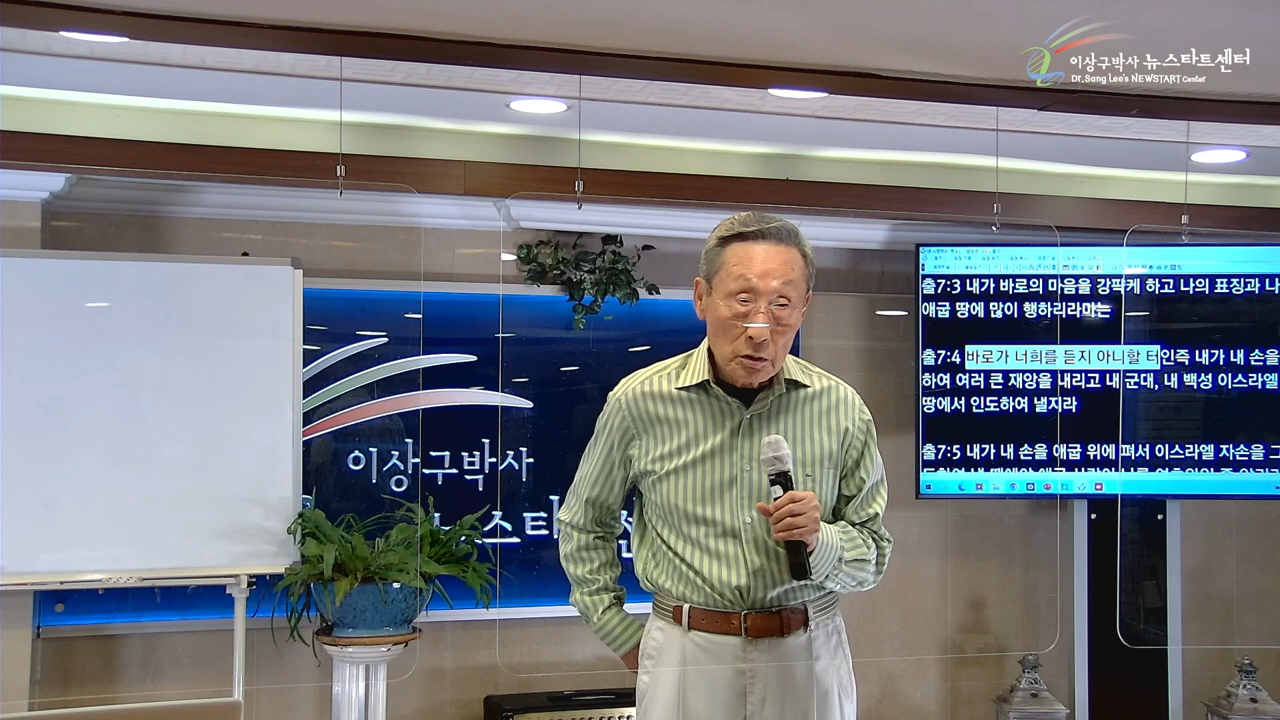 이상구박사 뉴스타트센터
Dr. Sang Lee's NEWSTART Center
출7:3 내가 바로의 마음을 강퍅케 하고 나의 표징과 나
애굽 땅에 많이 행하리라마는
출7:4 바로가 너희를 듣지 아니할 터인즉 내가 내 손을
하여 여러 큰 재앙을 내리고 내 군대, 내 백성 이스라엘
땅에서 인도하여 낼지라
출7:5 내가 내 손을 애굽 위에 펴서 이스라엘 자손을 그
이상구박사
뉴스타